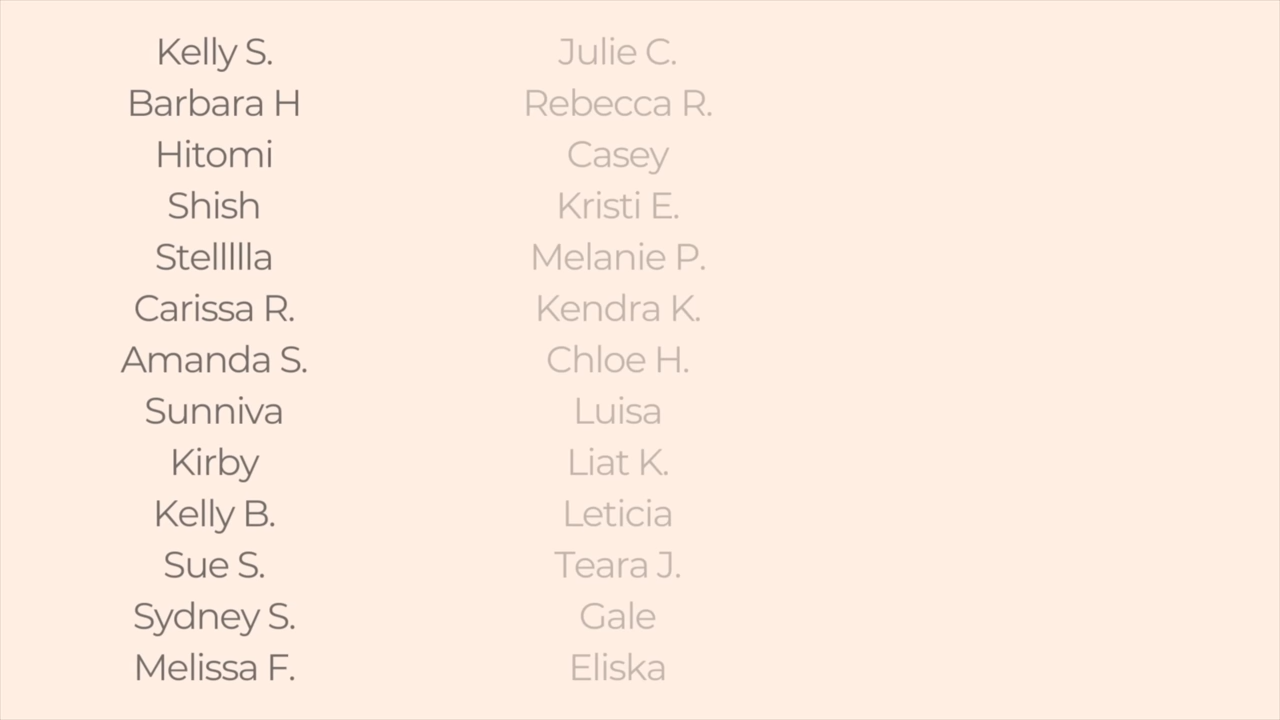 Kelly S.
Barbara H
Hitomi
Shish
Stellllla
Carissa R.
Amanda S.
Sunniva
Kirby
Kelly B.
Sue S.
Sydney S.
Melissa F.
Julie C.
Rebecca R.
Casey
Kristi E.
Melanie P.
Kendra K.
Chloe H.
Luisa
Liat K.
Leticia
Teara J.
Gale
Eliska